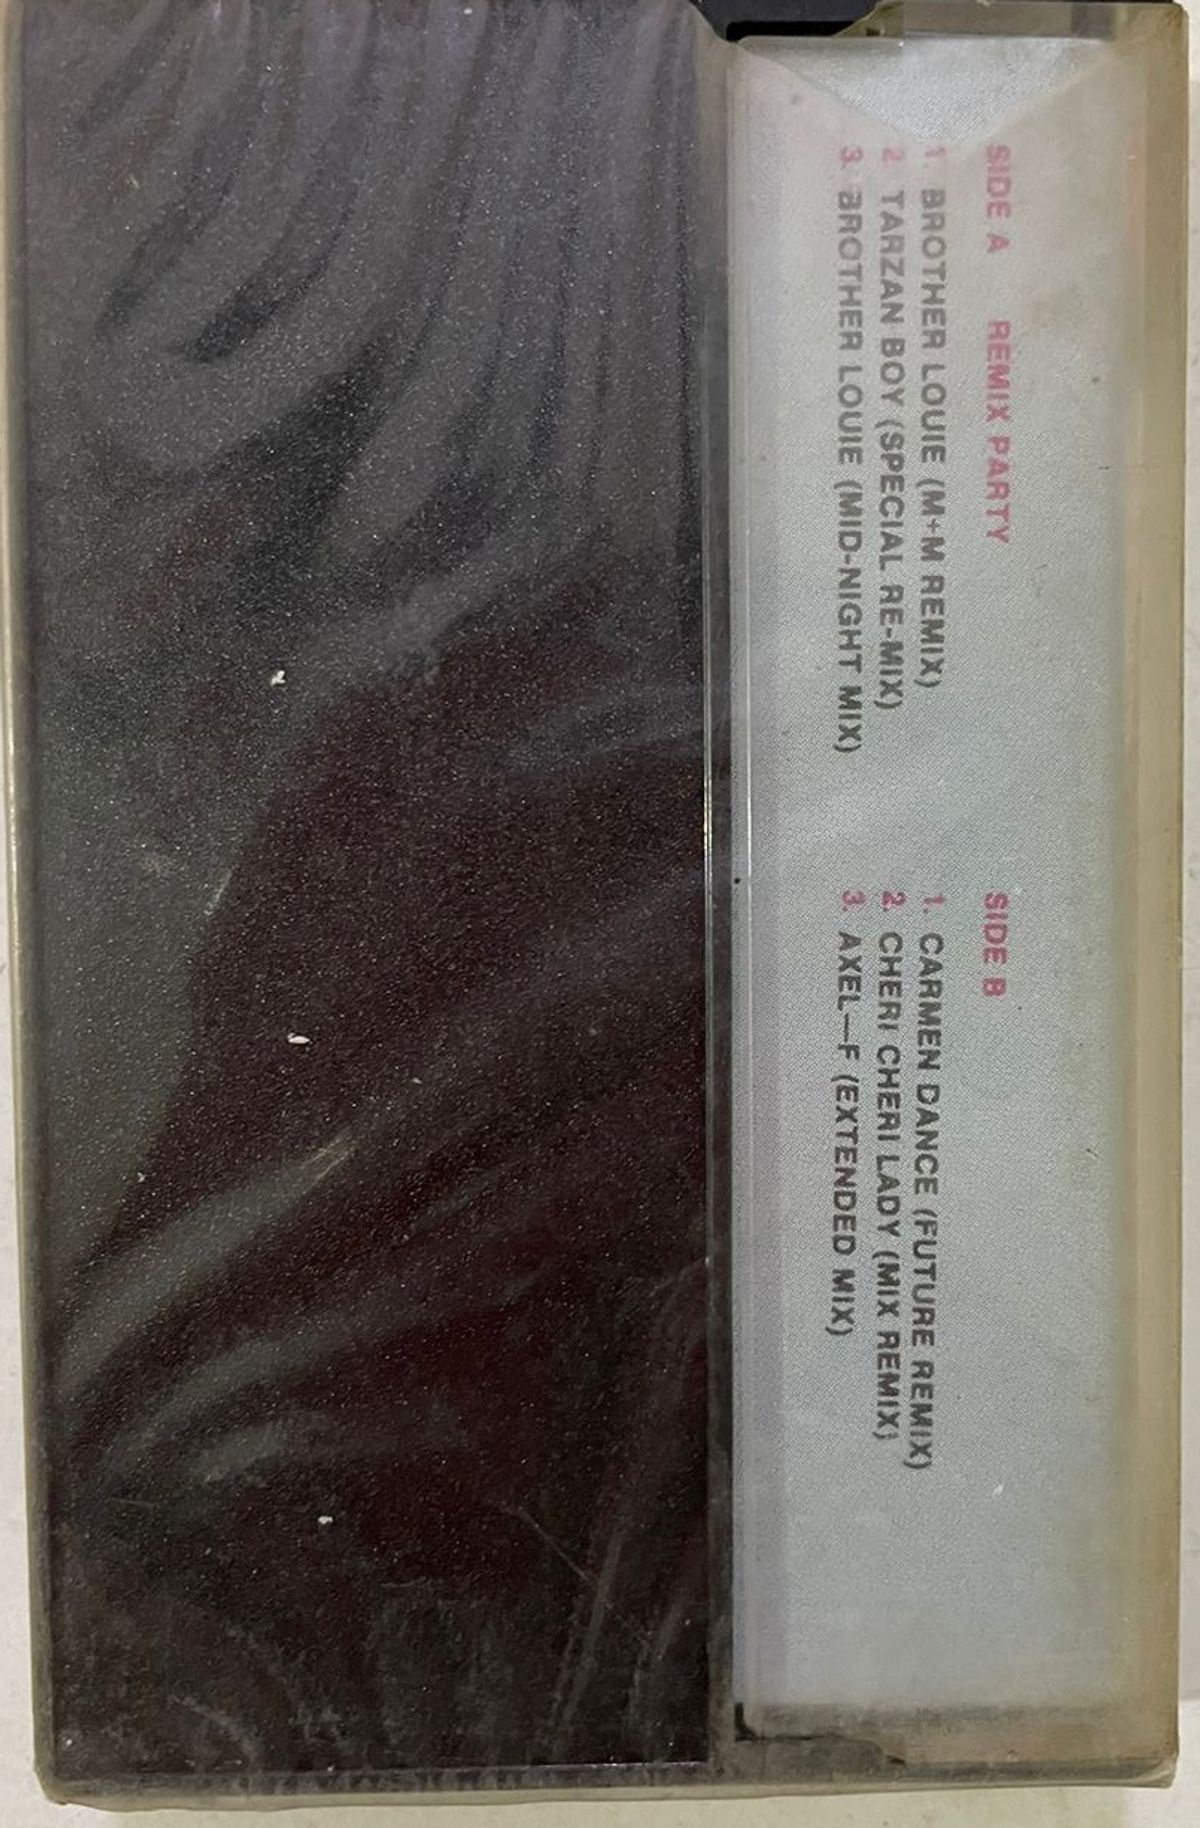 SIDE A REMIX PARTY
1. BROTHER LOUIE (M+M REMIX)
2. TARZAN BOY (SPECIAL RE-MIX)
3. BROTHER LOUIE (MID-NIGHT MIX)
SIDE B
1. CARMEN DANCE (FUTURE REMIX)
2. CHERI CHERI LADY (MIX REMIX)
3. AXEL—F (EXTENDED MIX)